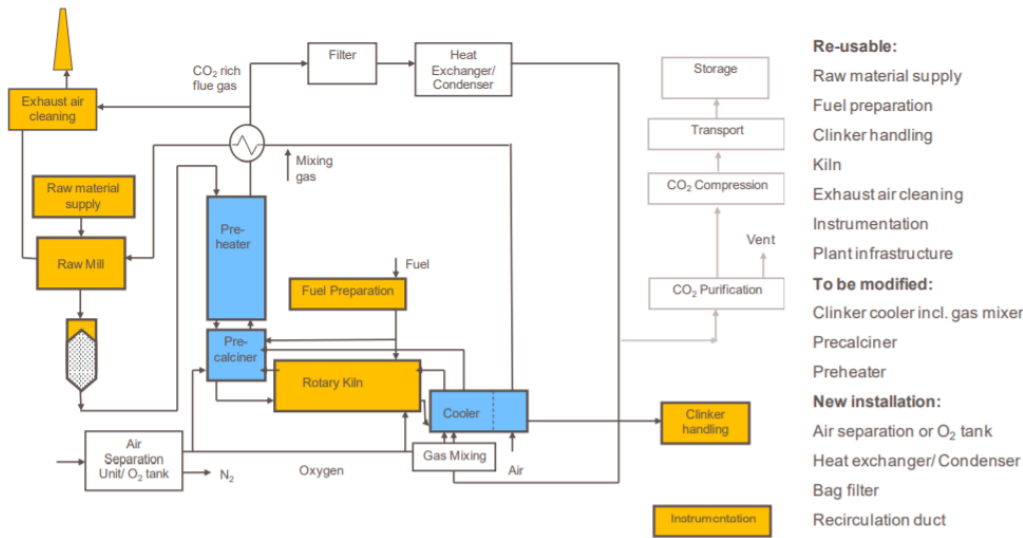 CO2 rich
flue gas
Filter
Heat
Exchanger/
Condenser
Exhaust air
cleaning
Mixing
gas
Raw material
supply
Raw Mill
Pre-
heater
Fuel
Fuel Preparation
Pre-
calciner
Rotary Kiln
Cooler
Clinker
handling
Air
Separation
Unit/ O2 tank
N2
Oxygen
Gas Mixing
Air
Instrumentation
Storage
Transport
CO2 Compression
Vent
CO2 Purification
Re-usable:
Raw material supply
Fuel preparation
Clinker handling
Kiln
Exhaust air cleaning
Instrumentation
Plant infrastructure
To be modified:
Clinker cooler incl. gas mixer
Precalciner
Preheater
New installation:
Air separation or O2 tank
Heat exchanger/ Condenser
Bag filter
Recirculation duct